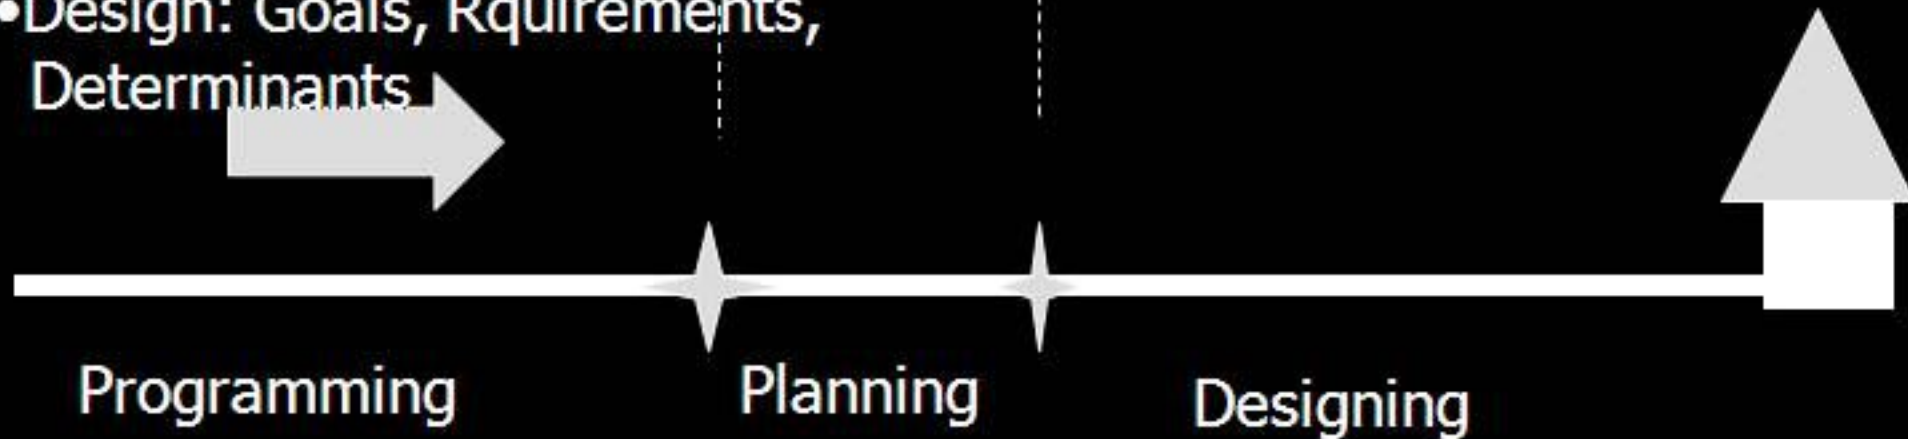 •Design: Goals, Rquirements,
Determinants
Programming
Planning
Designing